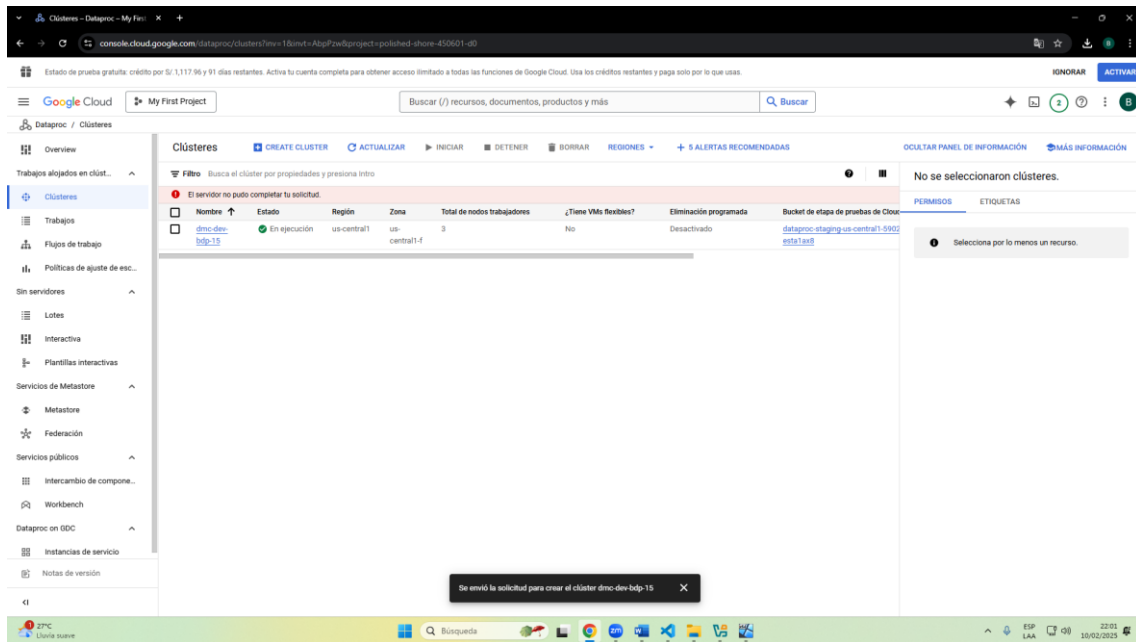 Clústeres – Dataproc – My First
console.cloud.google.com/dataproc/clusters?inv=1&invt=AbpPzw&project=polished-shore-450601-d0
Estado de prueba gratuita: crédito por S/.1,117.96 y 91 días restantes. Activa tu cuenta completa para obtener acceso ilimitado a todas las funciones de Google Cloud. Usa los créditos restantes y paga solo por lo que usas.
IGNORAR
ACTIVAR
Google Cloud
My First Project
Buscar (/) recursos, documentos, productos y más
Buscar
2
B
Dataproc / Clústeres
Overview
Trabajos alojados en clúst...
Clústeres
Trabajos
Flujos de trabajo
Políticas de ajuste de esc...
Sin servidores
Lotes
Interactiva
Plantillas interactivas
Servicios de Metastore
Metastore
Federación
Servicios públicos
Intercambio de compone...
Workbench
Dataproc on GDC
Instancias de servicio
Notas de versión
Clústeres
CREATE CLUSTER
ACTUALIZAR
INICIAR
DETENER
BORRAR
REGIONES
+ 5 ALERTAS RECOMENDADAS
OCULTAR PANEL DE INFORMACIÓN
MÁS INFORMACIÓN
Filtro Busca el clúster por propiedades y presiona Intro
El servidor no pudo completar tu solicitud.
Nombre Estado Región Zona Total de nodos trabajadores ¿Tiene VMs flexibles? Eliminación programada Bucket de etapa de pruebas de Clou
dmc-dev- En ejecución us-central1 us- 3 No Desactivado dataproc-staging-us-central1-5902
bdp-15 central1-f esta1ax8
No se seleccionaron clústeres.
PERMISOS ETIQUETAS
Selecciona por lo menos un recurso.
Se envió la solicitud para crear el clúster dmc-dev-bdp-15
1
27°C
Lluvia suave
Búsqueda
zm
ESP
LAA
22:01
10/02/2025